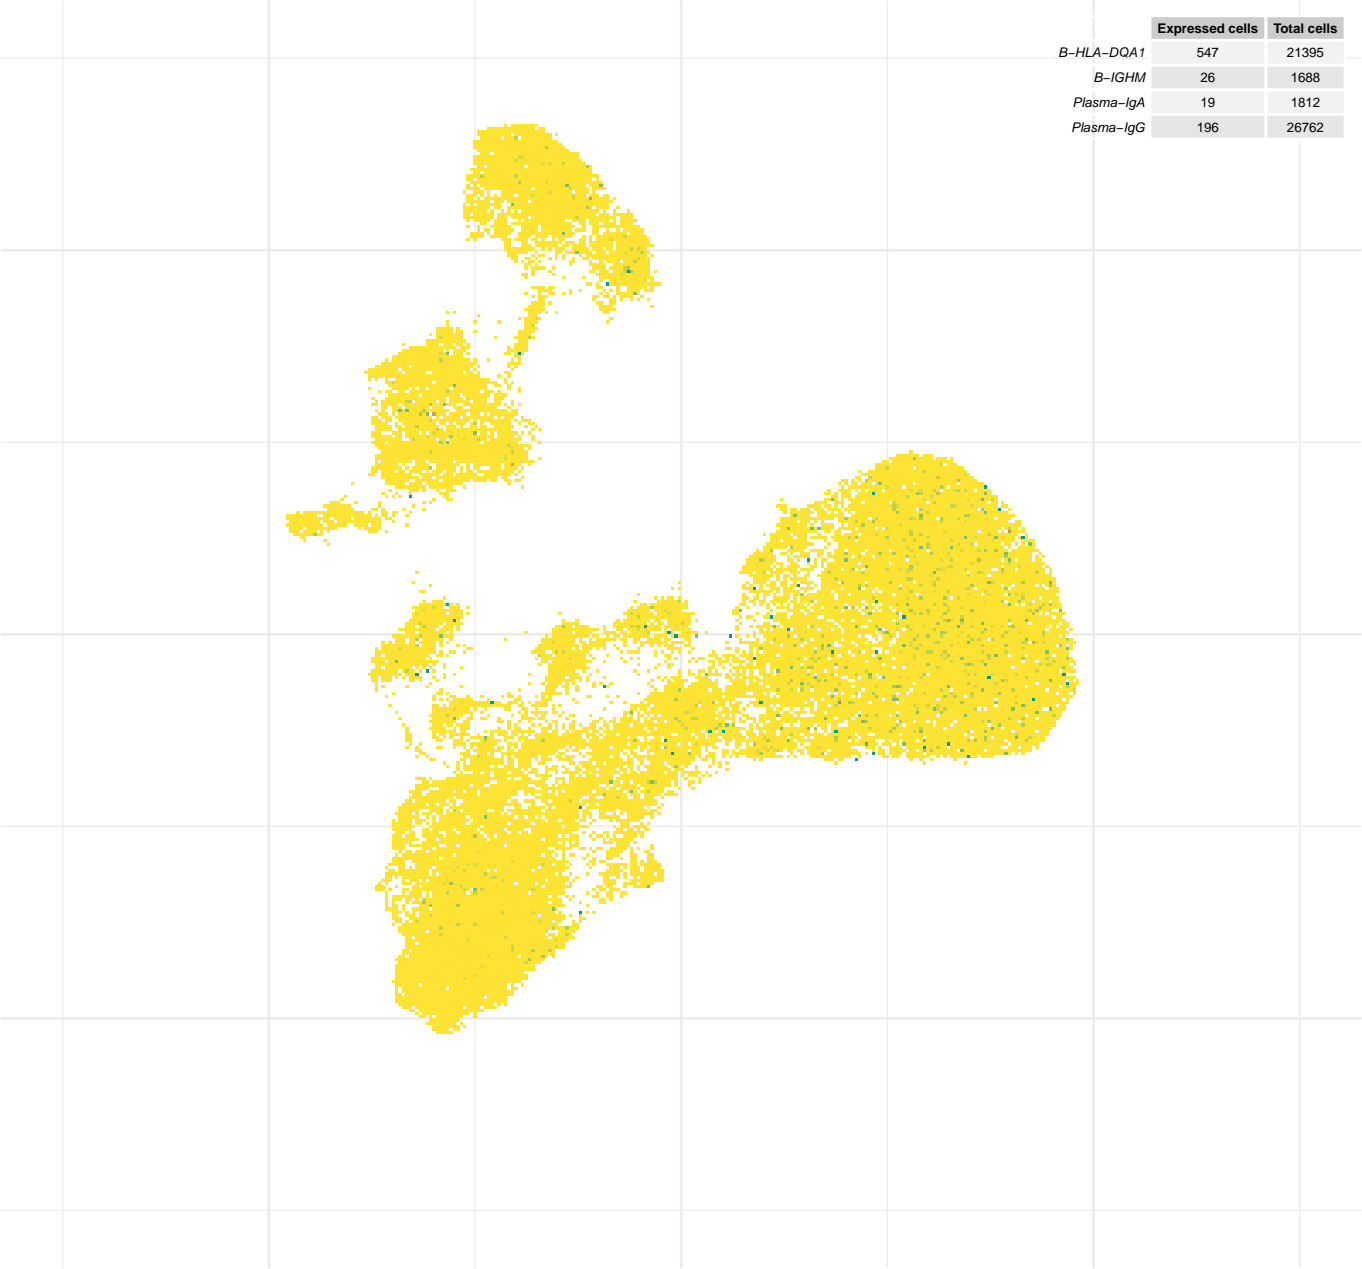 Expressed cells Total cells
B−HLA−DQA1 547 21395
B−IGHM 26 1688
Plasma−IgA 19 1812
Plasma−IgG 196 26762